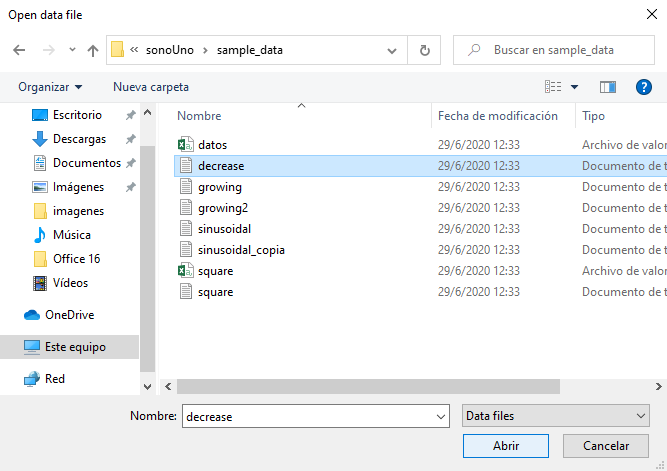 Open data file
« sonoUno › sample_data
Buscar en sample_data
Organizar
Nueva carpeta
Nombre
Fecha de modificación
Tipo
Escritorio
Descargas
Documentos
Imágenes
imagenes
Música
Office 16
Vídeos
OneDrive
Este equipo
Red
datos 29/6/2020 12:33 Archivo de valor
decrease 29/6/2020 12:33 Documento de t
growing 29/6/2020 12:33 Documento de t
growing2 29/6/2020 12:33 Documento de t
sinusoidal 29/6/2020 12:33 Documento de t
sinusoidal_copia 29/6/2020 12:33 Documento de t
square 29/6/2020 12:33 Archivo de valor
square 29/6/2020 12:33 Documento de t
Nombre: decrease
Data files
Abrir
Cancelar